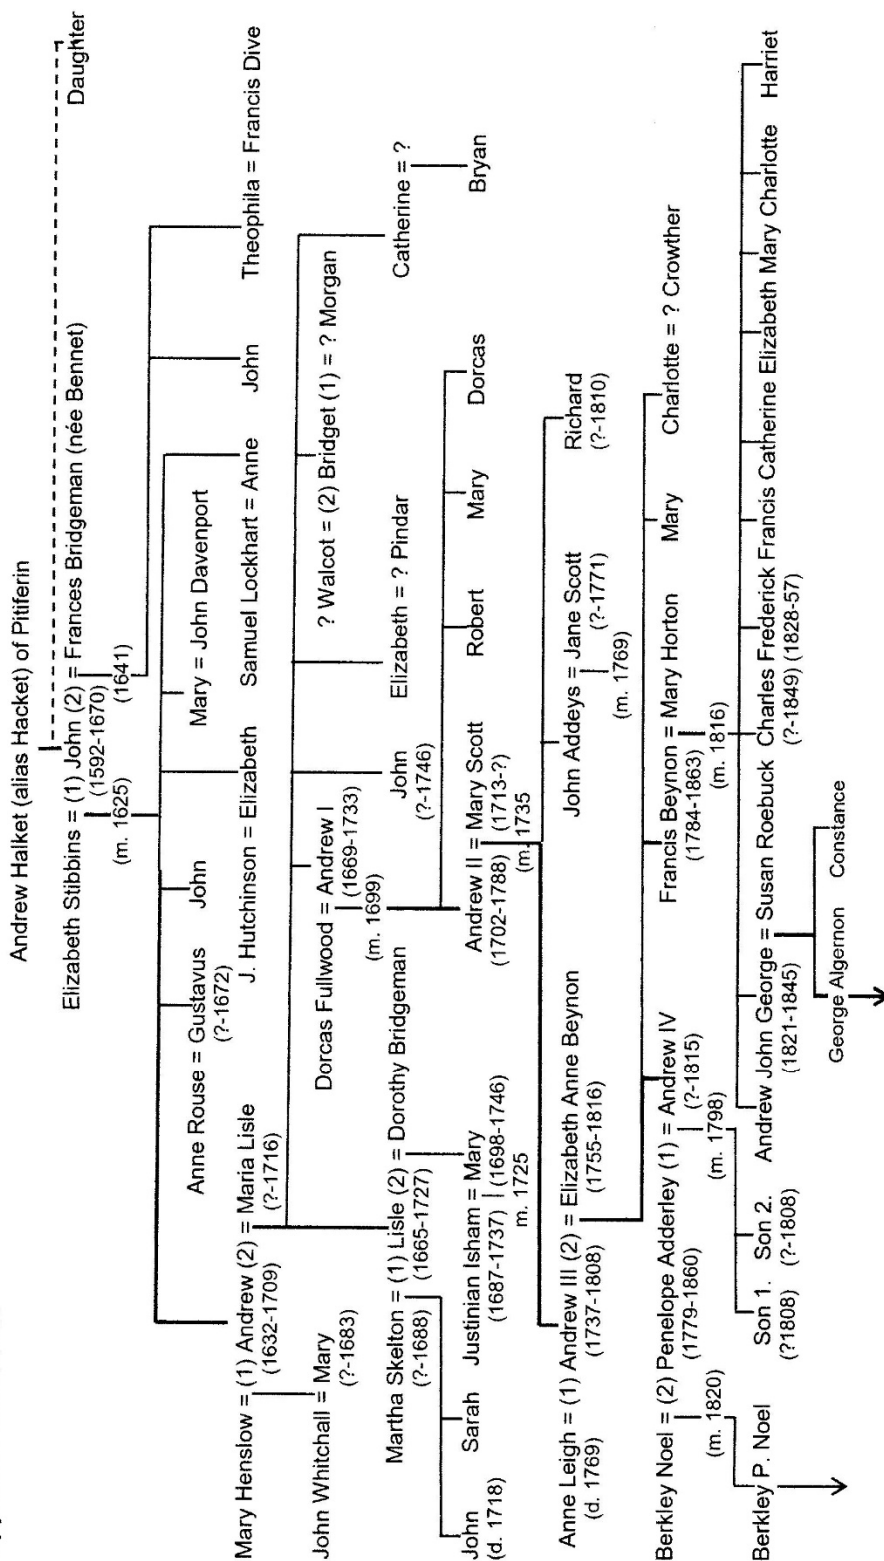 Andrew Halket (alias Hacket) of Pitiferin
Daughter
Elizabeth Stibbins = (1) John (2) = Frances Bridgeman (née Bennet)
(1592-1670)
(m. 1625) (1641)
Anne Rouse = Gustavus John Mary = John Davenport
(?-1672)
Mary Henslow = (1) Andrew (2) = Maria Lisle J. Hutchinson = Elizabeth Samuel Lockhart = Anne John Theophila = Francis Dive
(1632-1709) (?-1716)
John Whitchall = Mary Dorcas Fullwood = Andrew I ? Walcot = (2) Bridget (1) = ? Morgan
(?-1683) (1669-1733)
(m. 1699)
Martha Skelton = (1) Lisle (2) = Dorothy Bridgeman John Elizabeth = ? Pindar Catherine = ?
(?-1688) (1665-1727) (?-1746)
John Sarah Justinian Isham = Mary Andrew II = Mary Scott Robert Mary Dorcas Bryan
(d. 1718) (1687-1737) (1698-1746) (1702-1788) (1713-?)
m. 1725 (m. 1735
Anne Leigh = (1) Andrew III (2) = Elizabeth Anne Beynon John Addeys = Jane Scott Richard
(d. 1769) (1737-1808) (1755-1816) (?-1771) (?-1810)
(m. 1769)
Berkley Noel = (2) Penelope Adderley (1) = Andrew IV Francis Beynon = Mary Horton Mary Charlotte = ? Crowther
(1779-1860) (?-1815) (1784-1863)
(m. 1820) (m. 1798) (m. 1816)
Berkley P. Noel Son 1. Son 2. Andrew John George = Susan Roebuck Charles Frederick Francis Catherine Elizabeth Mary Charlotte Harriet
(?1808) (?-1808) (1821-1845) (?-1849) (1828-57)
George Algernon Constance